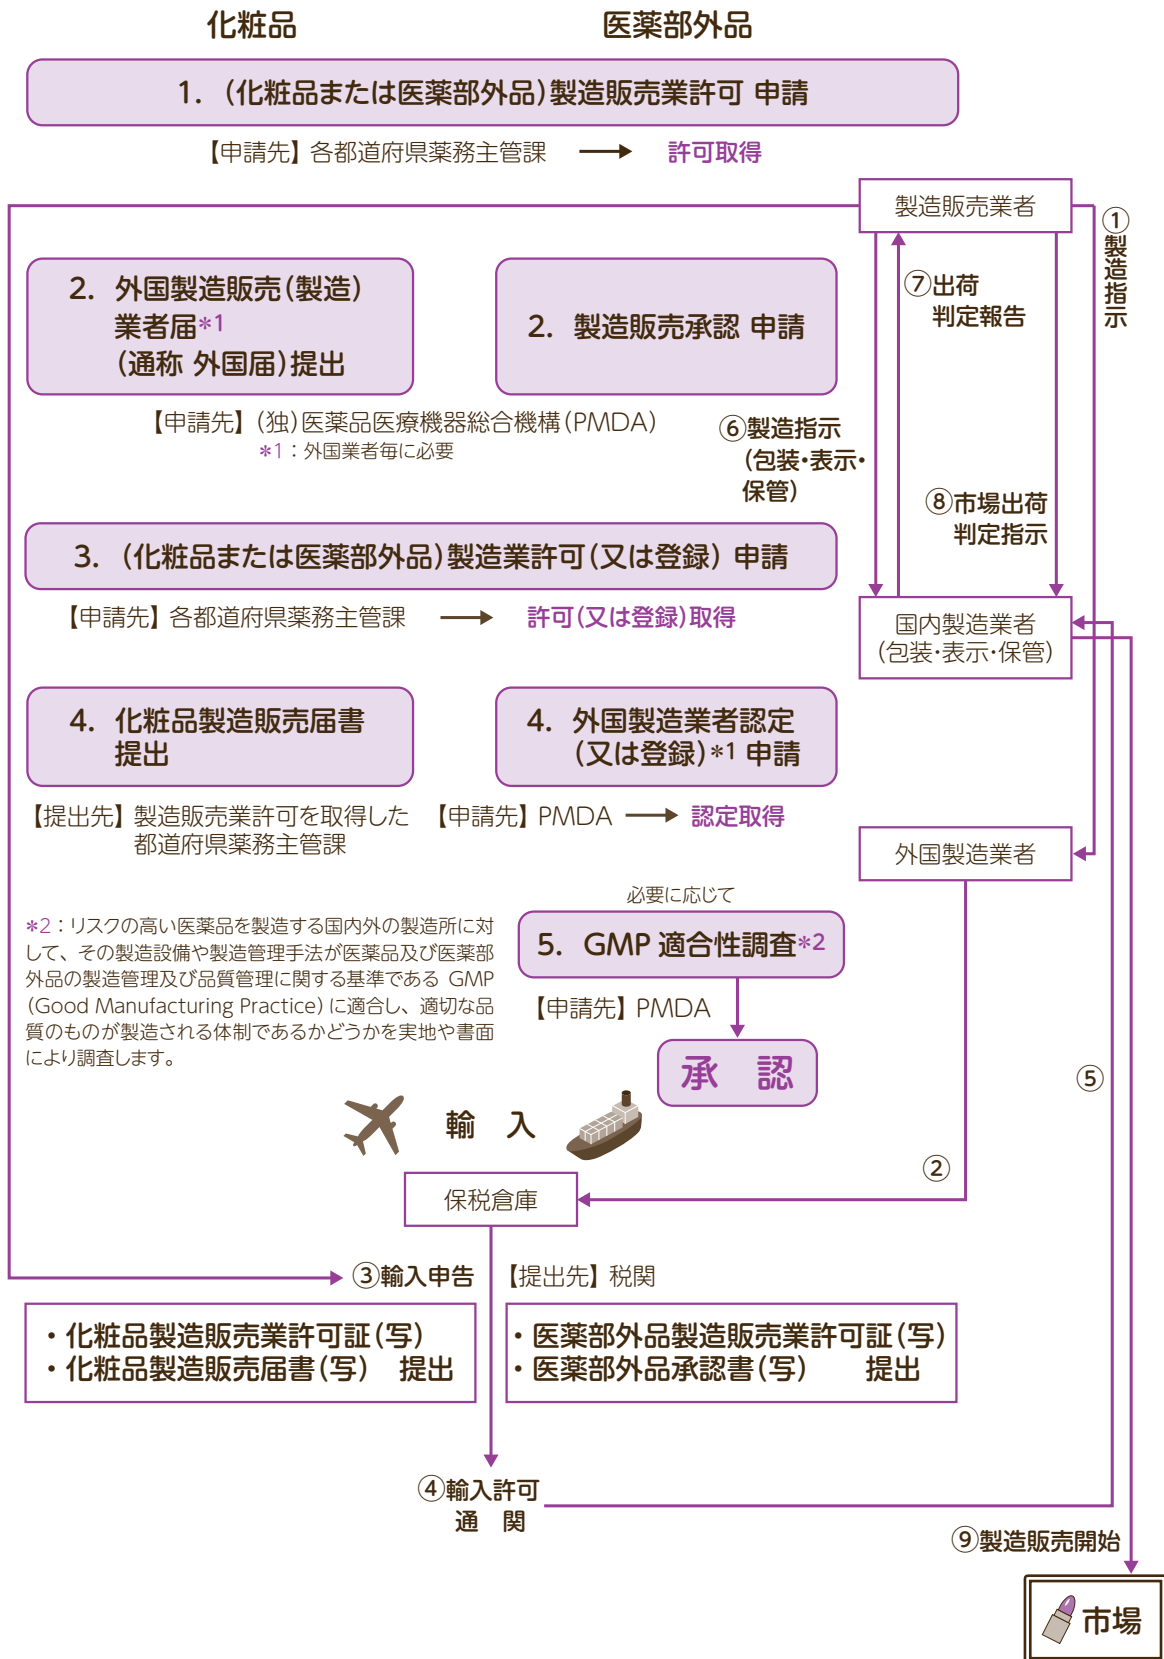 化粧品
医薬部外品
1. (化粧品または医薬部外品)製造販売業許可 申請
【申請先】各都道府県薬務主管課
許可取得
製造販売業者
①製造指示
2. 外国製造販売(製造)
業者届*1
(通称 外国届)提出
2. 製造販売承認 申請
⑦出荷
判定報告
【申請先】(独)医薬品医療機器総合機構(PMDA)
*1:外国業者毎に必要
⑥製造指示
(包装・表示・
保管)
⑧市場出荷
判定指示
3. (化粧品または医薬部外品)製造業許可(又は登録) 申請
【申請先】各都道府県薬務主管課
許可(又は登録)取得
国内製造業者
(包装・表示・保管)
4. 化粧品製造販売届書
提出
4. 外国製造業者認定
(又は登録)*1 申請
【提出先】製造販売業許可を取得した
都道府県薬務主管課
【申請先】PMDA
認定取得
外国製造業者
必要に応じて
5. GMP 適合性調査*2
*2:リスクの高い医薬品を製造する国内外の製造所に対
して、その製造設備や製造管理手法が医薬品及び医薬部
外品の製造管理及び品質管理に関する基準である GMP
(Good Manufacturing Practice)に適合し、適切な品
質のものが製造される体制であるかどうかを実地や書面
により調査します。
【申請先】PMDA
承 認
⑤
輸 入
②
保税倉庫
③輸入申告
【提出先】税関
・化粧品製造販売業許可証(写)
・化粧品製造販売届書(写) 提出
・医薬部外品製造販売業許可証(写)
・医薬部外品承認書(写) 提出
④輸入許可
通 関
⑨製造販売開始
市場